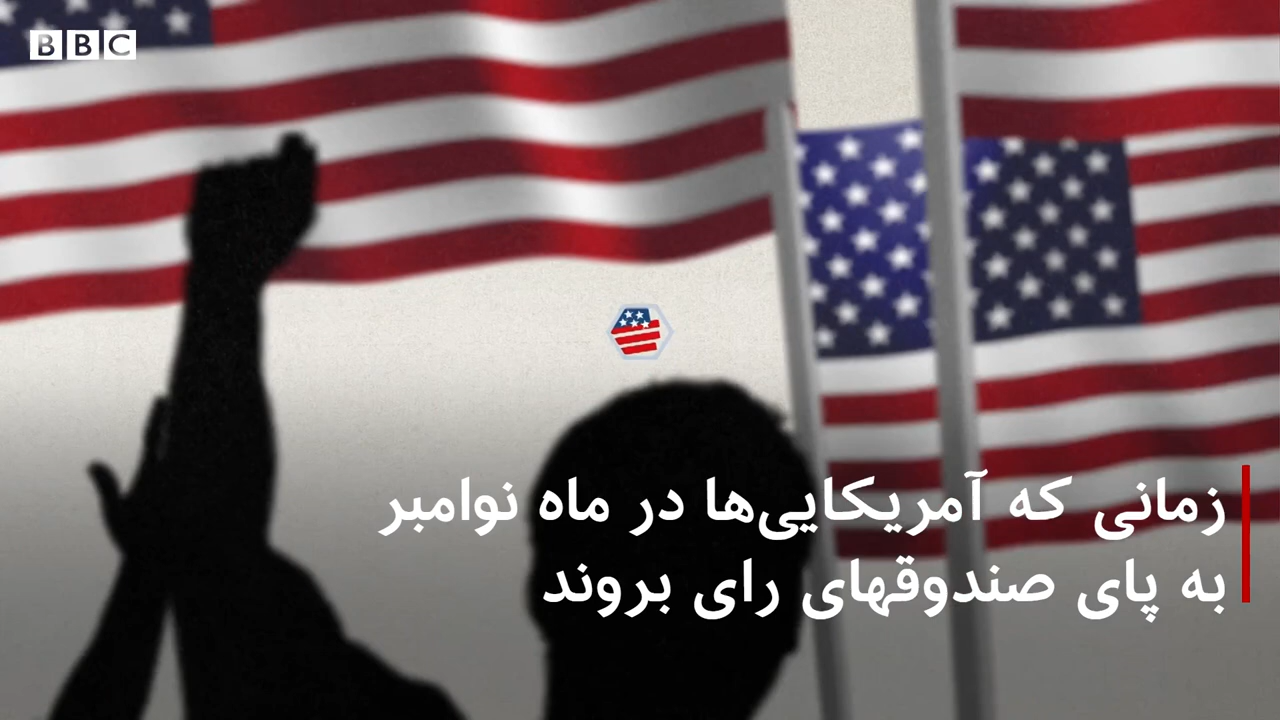 BBC
زمانی که آمریکایی‌ها در ماه نوامبر
به پای صندوقهای رای بروند